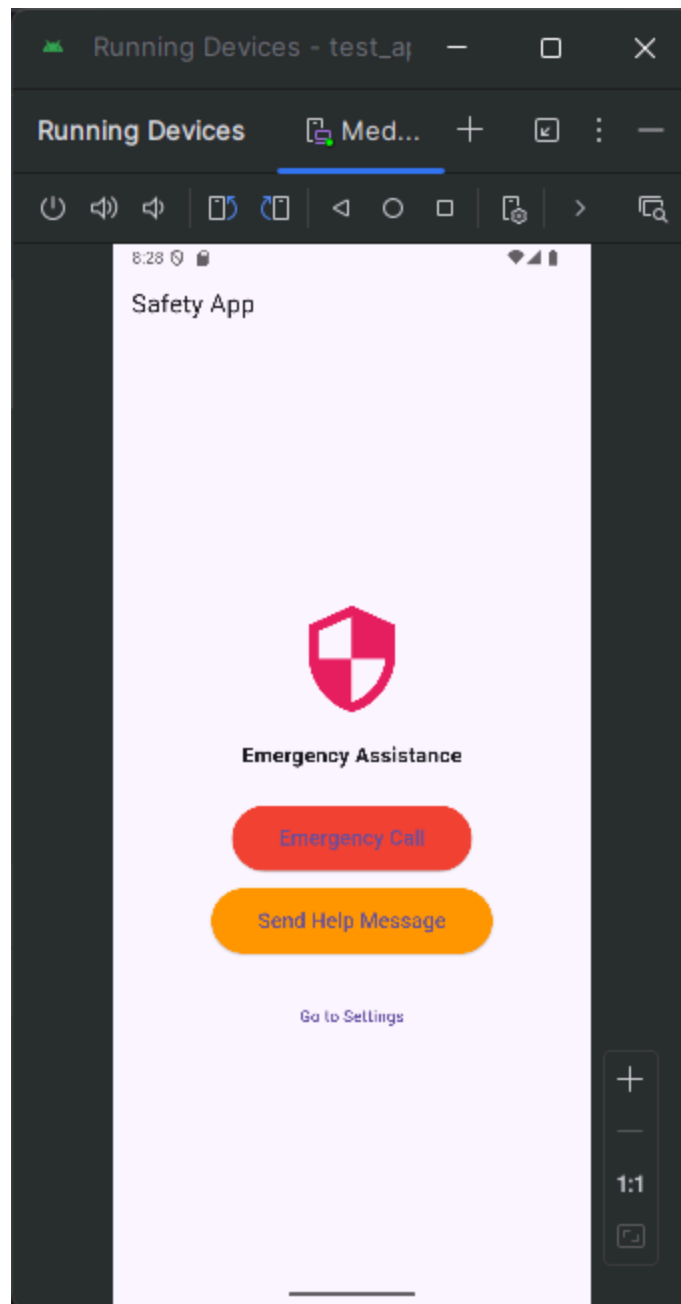 Running Devices - test_ap
Running Devices
Med...
8:28
Safety App
Emergency Assistance
Emergency Call
Send Help Message
Go to Settings
1:1